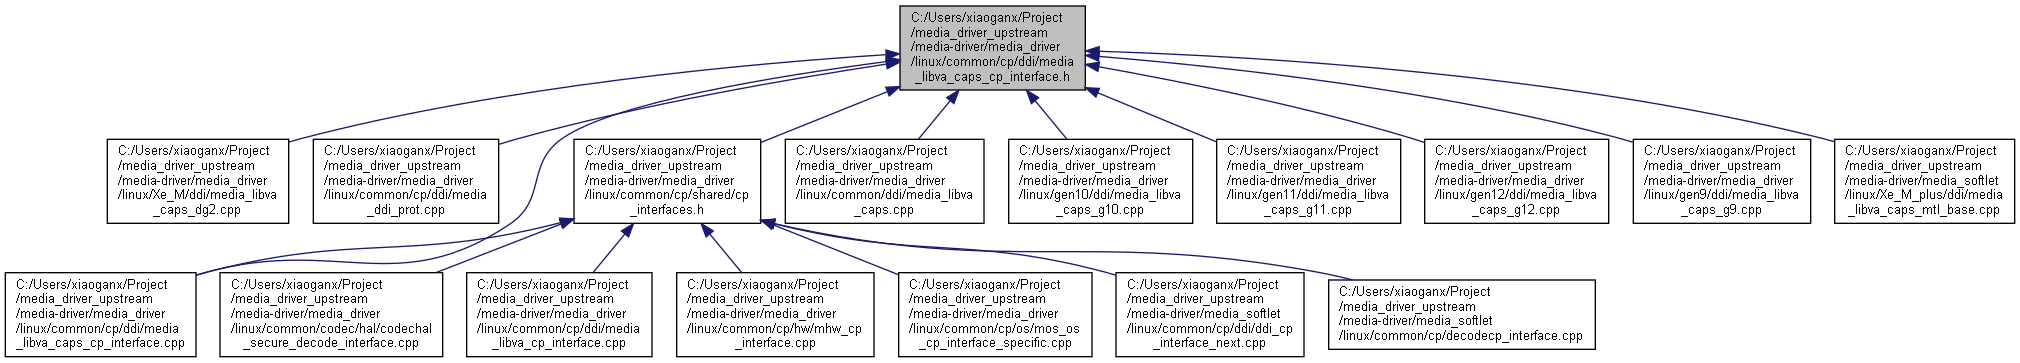 C:/Users/xiaoganx/Project
/media_driver_upstream
/media-driver/media_driver
/linux/common/cp/ddi/media
_libva_caps_cp_interface.h
C:/Users/xiaoganx/Project
/media_driver_upstream
/media-driver/media_driver
/linux/Xe_M/ddi/media_libva
_caps_dg2.cpp
C:/Users/xiaoganx/Project
/media_driver_upstream
/media-driver/media_driver
/linux/common/cp/ddi/media
_ddi_prot.cpp
C:/Users/xiaoganx/Project
/media_driver_upstream
/media-driver/media_driver
/linux/common/cp/shared/cp
_interfaces.h
C:/Users/xiaoganx/Project
/media_driver_upstream
/media-driver/media_driver
/linux/common/ddi/media_libva
_caps.cpp
C:/Users/xiaoganx/Project
/media_driver_upstream
/media-driver/media_driver
/linux/gen10/ddi/media_libva
_caps_g10.cpp
C:/Users/xiaoganx/Project
/media_driver_upstream
/media-driver/media_driver
/linux/gen11/ddi/media_libva
_caps_g11.cpp
C:/Users/xiaoganx/Project
/media_driver_upstream
/media-driver/media_driver
/linux/gen12/ddi/media_libva
_caps_g12.cpp
C:/Users/xiaoganx/Project
/media_driver_upstream
/media-driver/media_driver
/linux/gen9/ddi/media_libva
_caps_g9.cpp
C:/Users/xiaoganx/Project
/media_driver_upstream
/media-driver/media_softlet
/linux/Xe_M_plus/ddi/media
_libva_caps_mtl_base.cpp
C:/Users/xiaoganx/Project
/media_driver_upstream
/media-driver/media_driver
/linux/common/cp/ddi/media
_libva_caps_cp_interface.cpp
C:/Users/xiaoganx/Project
/media_driver_upstream
/media-driver/media_driver
/linux/common/codec/hal/codechal
_secure_decode_interface.cpp
C:/Users/xiaoganx/Project
/media_driver_upstream
/media-driver/media_driver
/linux/common/cp/ddi/media
_libva_cp_interface.cpp
C:/Users/xiaoganx/Project
/media_driver_upstream
/media-driver/media_driver
/linux/common/cp/hw/mhw_cp
_interface.cpp
C:/Users/xiaoganx/Project
/media_driver_upstream
/media-driver/media_driver
/linux/common/cp/os/mos_os
_cp_interface_specific.cpp
C:/Users/xiaoganx/Project
/media_driver_upstream
/media-driver/media_softlet
/linux/common/cp/ddi/ddi_cp
_interface_next.cpp
C:/Users/xiaoganx/Project
/media_driver_upstream
/media-driver/media_softlet
/linux/common/cp/decodecp_interface.cpp